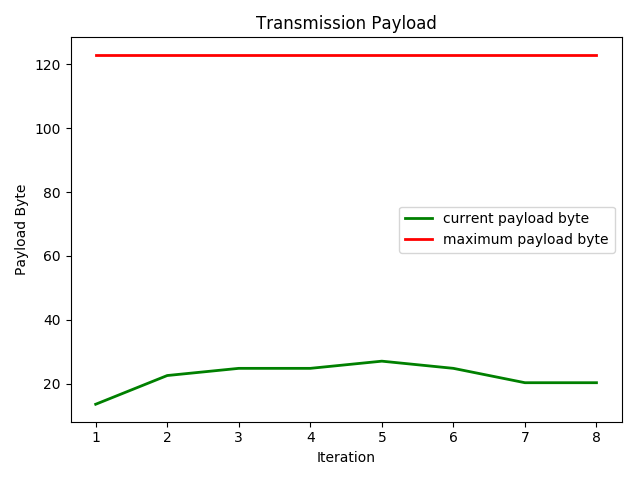 Transmission Payload
Payload Byte
120
100
80
60
40
20
current payload byte
maximum payload byte
1 2 3 4 5 6 7 8
Iteration